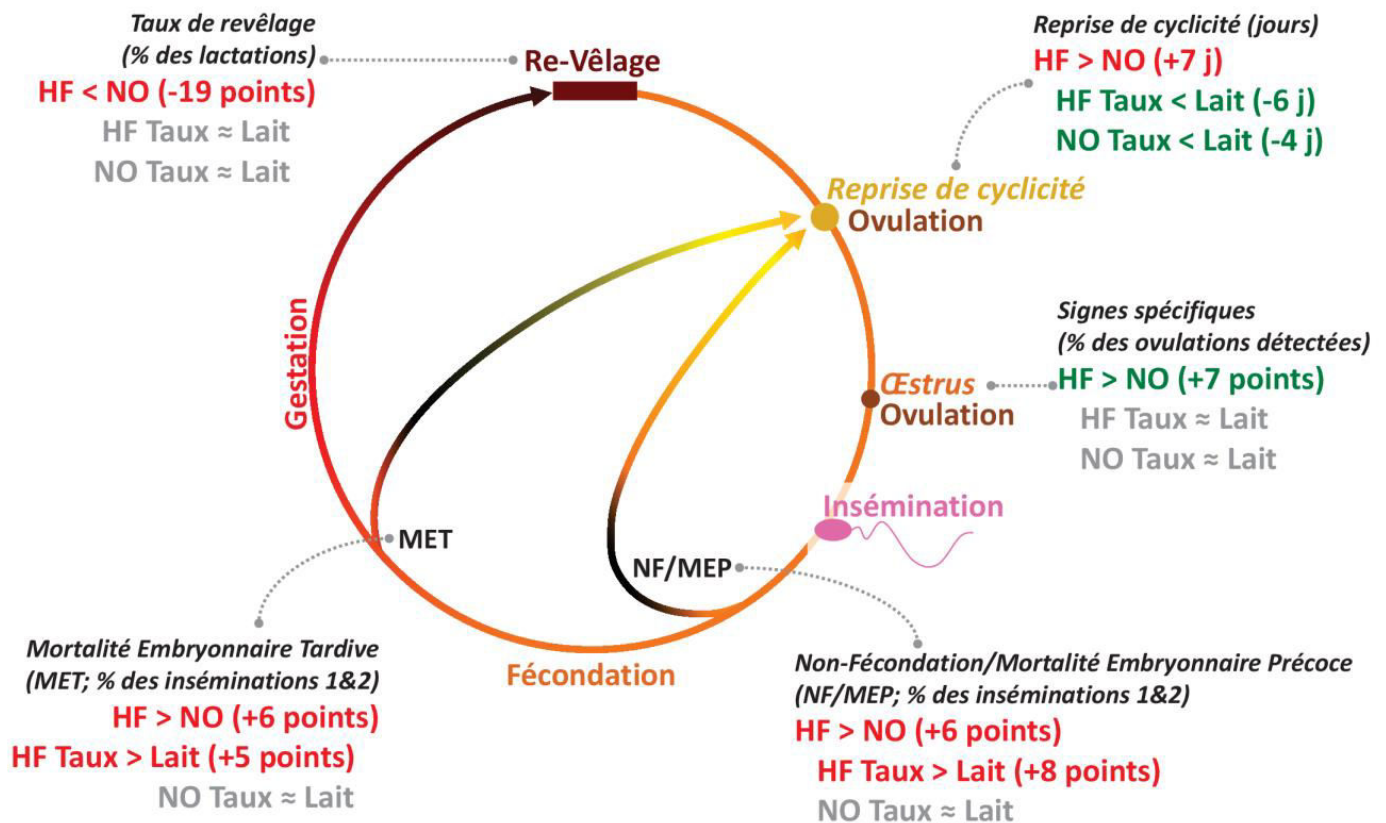 Taux de revêlage
(% des lactations)
HF < NO (-19 points)
HF Taux ≈ Lait
NO Taux ≈ Lait
Re-Vêlage
Reprise de cyclicité (jours)
HF > NO (+7 j)
HF Taux < Lait (-6 j)
NO Taux < Lait (-4 j)
Reprise de cyclicité
Ovulation
Signes spécifiques
(% des ovulations détectées)
HF > NO (+7 points)
HF Taux ≈ Lait
NO Taux ≈ Lait
Œstrus
Ovulation
Gestation
Insémination
MET
NF/MEP
Fécondation
Mortalité Embryonnaire Tardive
(MET; % des inséminations 1&2)
HF > NO (+6 points)
HF Taux > Lait (+5 points)
NO Taux ≈ Lait
Non-Fécondation/Mortalité Embryonnaire Précoce
(NF/MEP; % des inséminations 1&2)
HF > NO (+6 points)
HF Taux > Lait (+8 points)
NO Taux ≈ Lait